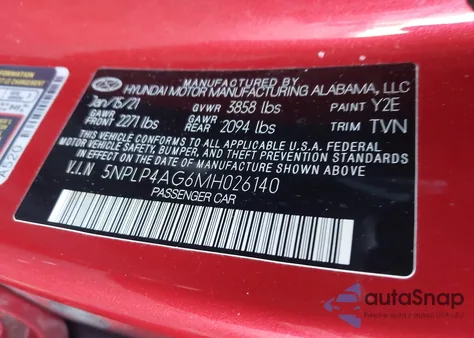 MANUFACTURED BY
HYUNDAI MOTOR MANUFACTURING ALABAMA, LLC
Jan/15/21 GVWR 3858 lbs PAINT Y2E
GAWR FRONT 2271 lbs GAWR REAR 2094 lbs TRIM TVN
THIS VEHICLE CONFORMS TO ALL APPLICABLE U.S.A. FEDERAL
MOTOR VEHICLE SAFETY, BUMPER, AND THEFT PREVENTION STANDARDS
IN EFFECT ON THE DATE OF MANUFACTURE SHOWN ABOVE.
V.I.N 5NPLP4AG6MH026140
PASSENGER CAR
A5020
autoSnap